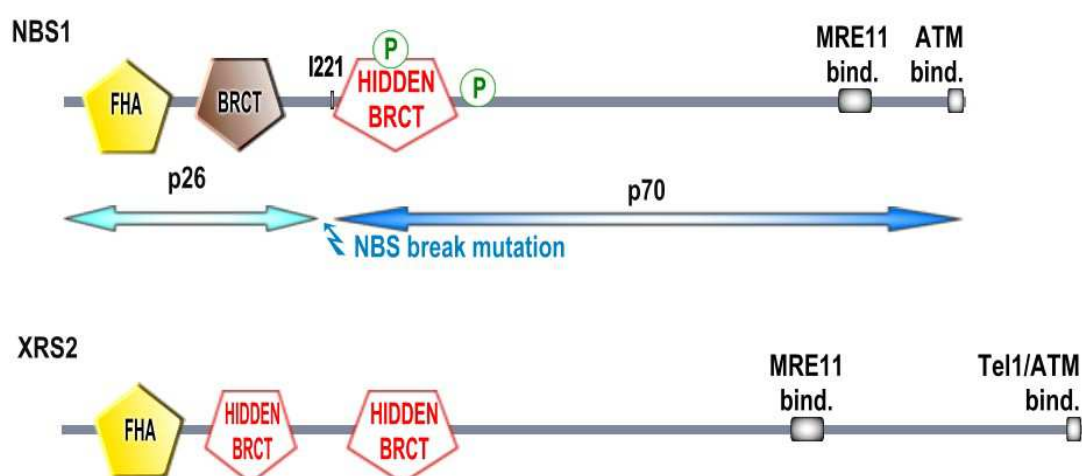 NBS1
MRE11
bind.
ATM
bind.
I221
P
P
FHA
BRCT
HIDDEN
BRCT
p26
p70
NBS break mutation
XRS2
MRE11
bind.
Tel1/ATM
bind.
FHA
HIDDEN
BRCT
HIDDEN
BRCT